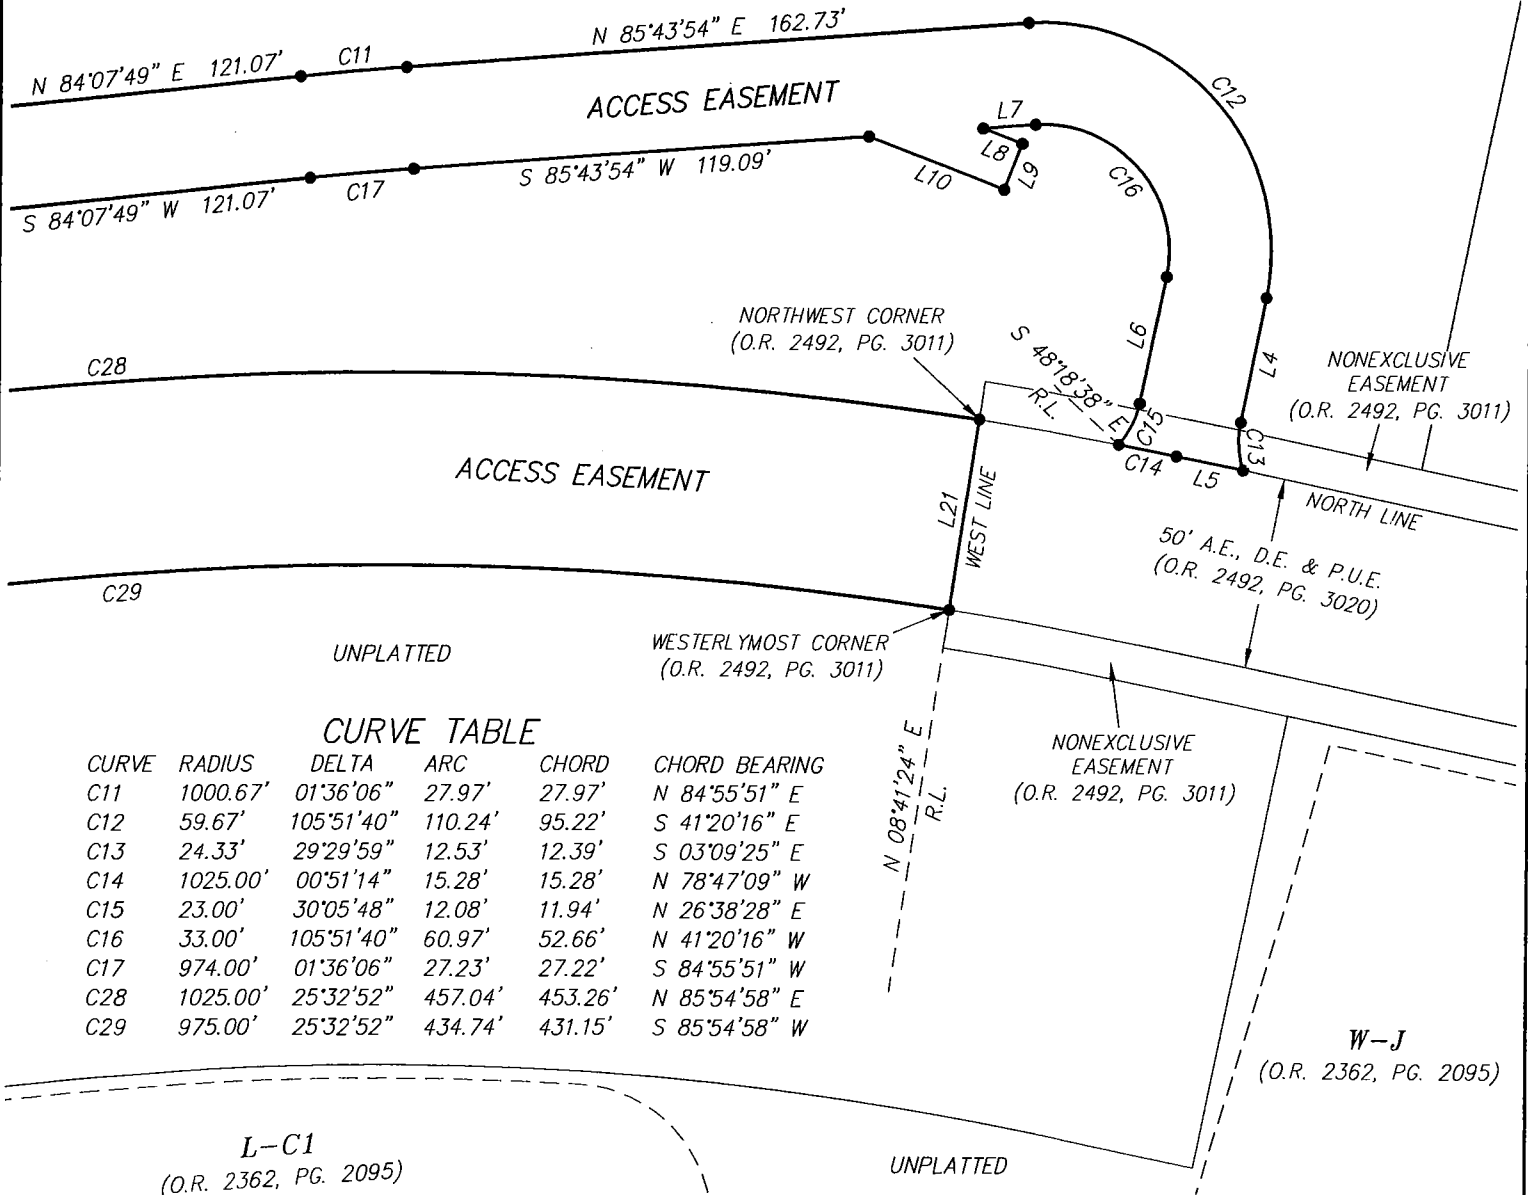 N 84°07'49" E 121.07'
C11
N 85°43'54" E 162.73'
C12
ACCESS EASEMENT
L7
L8
L9
L10
C16
S 84°07'49" W 121.07'
C17
S 85°43'54" W 119.09'
NORTHWEST CORNER
(O.R. 2492, PG. 3011)
S 48°18'38" E
R.L.
L6
L4
NONEXCLUSIVE
EASEMENT
(O.R. 2492, PG. 3011)
C28
C15
C13
C14
L5
ACCESS EASEMENT
L21
WEST LINE
NORTH LINE
50' A.E., D.E. & P.U.E.
(O.R. 2492, PG. 3020)
C29
UNPLATTED
WESTERLYMOST CORNER
(O.R. 2492, PG. 3011)
N 08°41'24" E
R.L.
NONEXCLUSIVE
EASEMENT
(O.R. 2492, PG. 3011)
CURVE TABLE
CURVE RADIUS DELTA ARC CHORD CHORD BEARING
C11 1000.67' 01°36'06" 27.97' 27.97' N 84°55'51" E
C12 59.67' 105°51'40" 110.24' 95.22' S 41°20'16" E
C13 24.33' 29°29'59" 12.53' 12.39' S 03°09'25" E
C14 1025.00' 00°51'14" 15.28' 15.28' N 78°47'09" W
C15 23.00' 30°05'48" 12.08' 11.94' N 26°38'28" E
C16 33.00' 105°51'40" 60.97' 52.66' N 41°20'16" W
C17 974.00' 01°36'06" 27.23' 27.22' S 84°55'51" W
C28 1025.00' 25°32'52" 457.04' 453.26' N 85°54'58" E
C29 975.00' 25°32'52" 434.74' 431.15' S 85°54'58" W
W-J
(O.R. 2362, PG. 2095)
L-C1
(O.R. 2362, PG. 2095)
UNPLATTED